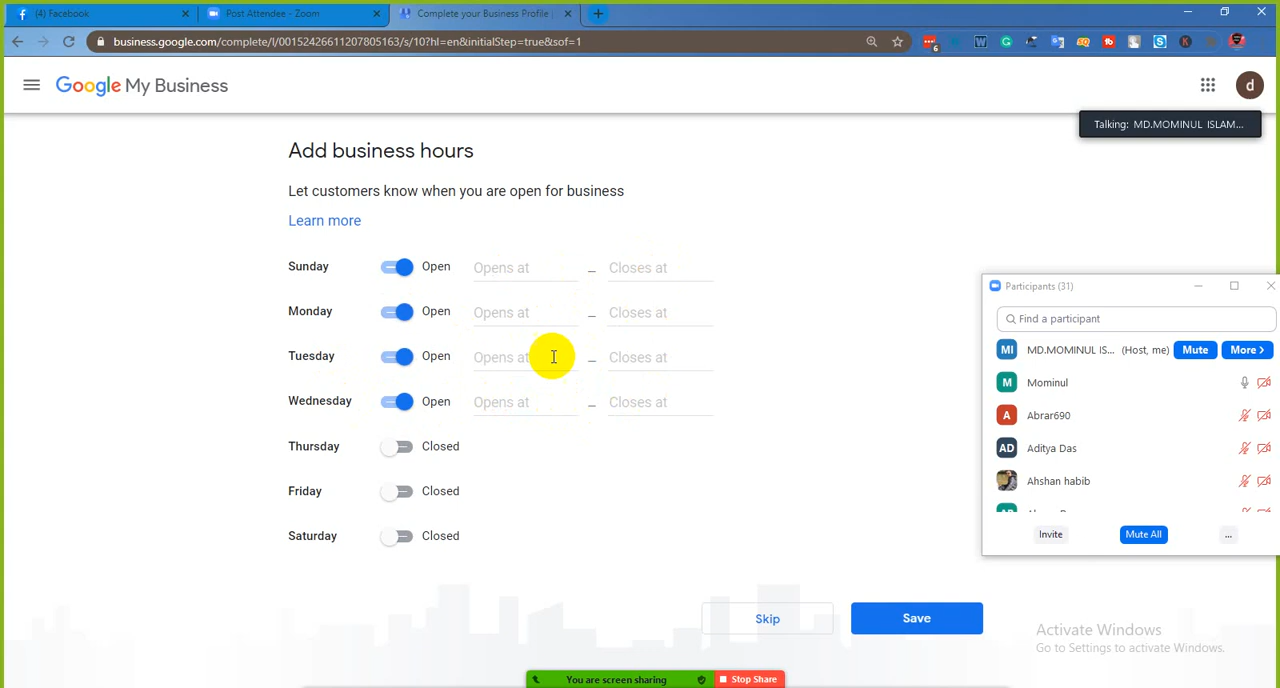 (4) Facebook
Post Attendee - Zoom
Complete your Business Profile
business.google.com/complete/l/00152426611207805163/s/10?hl=en&initialStep=true&sof=1
Google My Business
d
Talking: MD.MOMINUL ISLAM...
Add business hours
Let customers know when you are open for business
Learn more
Sunday Open Opens at – Closes at
Monday Open Opens at – Closes at
Tuesday Open Opens at – Closes at
Wednesday Open Opens at – Closes at
Thursday Closed
Friday Closed
Saturday Closed
Skip
Save
Participants (31)
Find a participant
MI MD.MOMINUL IS... (Host, me) Mute More
M Mominul
A Abrar690
AD Aditya Das
Ahshan habib
Invite
Mute All
...
Activate Windows
Go to Settings to activate Windows.
You are screen sharing
Stop Share